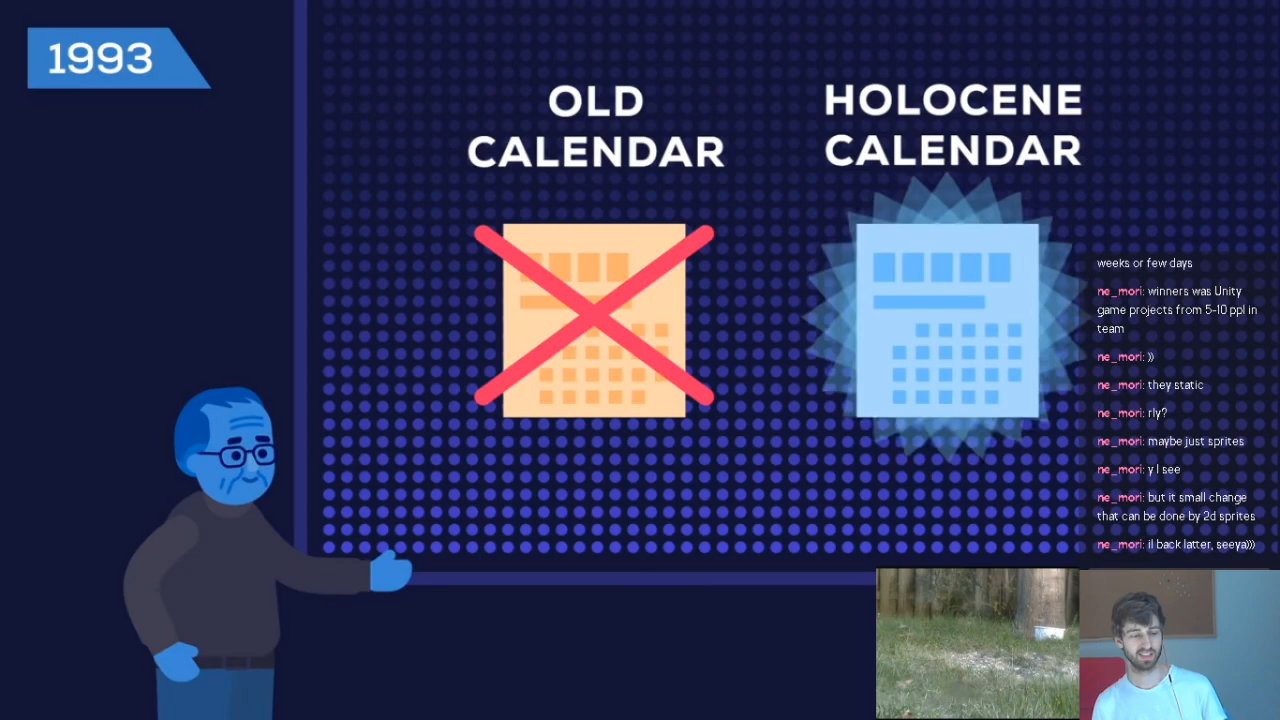 1993
OLD
CALENDAR
HOLOCENE
CALENDAR
weeks or few days
ne_mori: winners was Unity
game projects from 5-10 ppl in
team
ne_mori: ))
ne_mori: they static
ne_mori: rly?
ne_mori: maybe just sprites
ne_mori: y I see
ne_mori: but it small change
that can be done by 2d sprites
ne_mori: il back latter, seeya)))